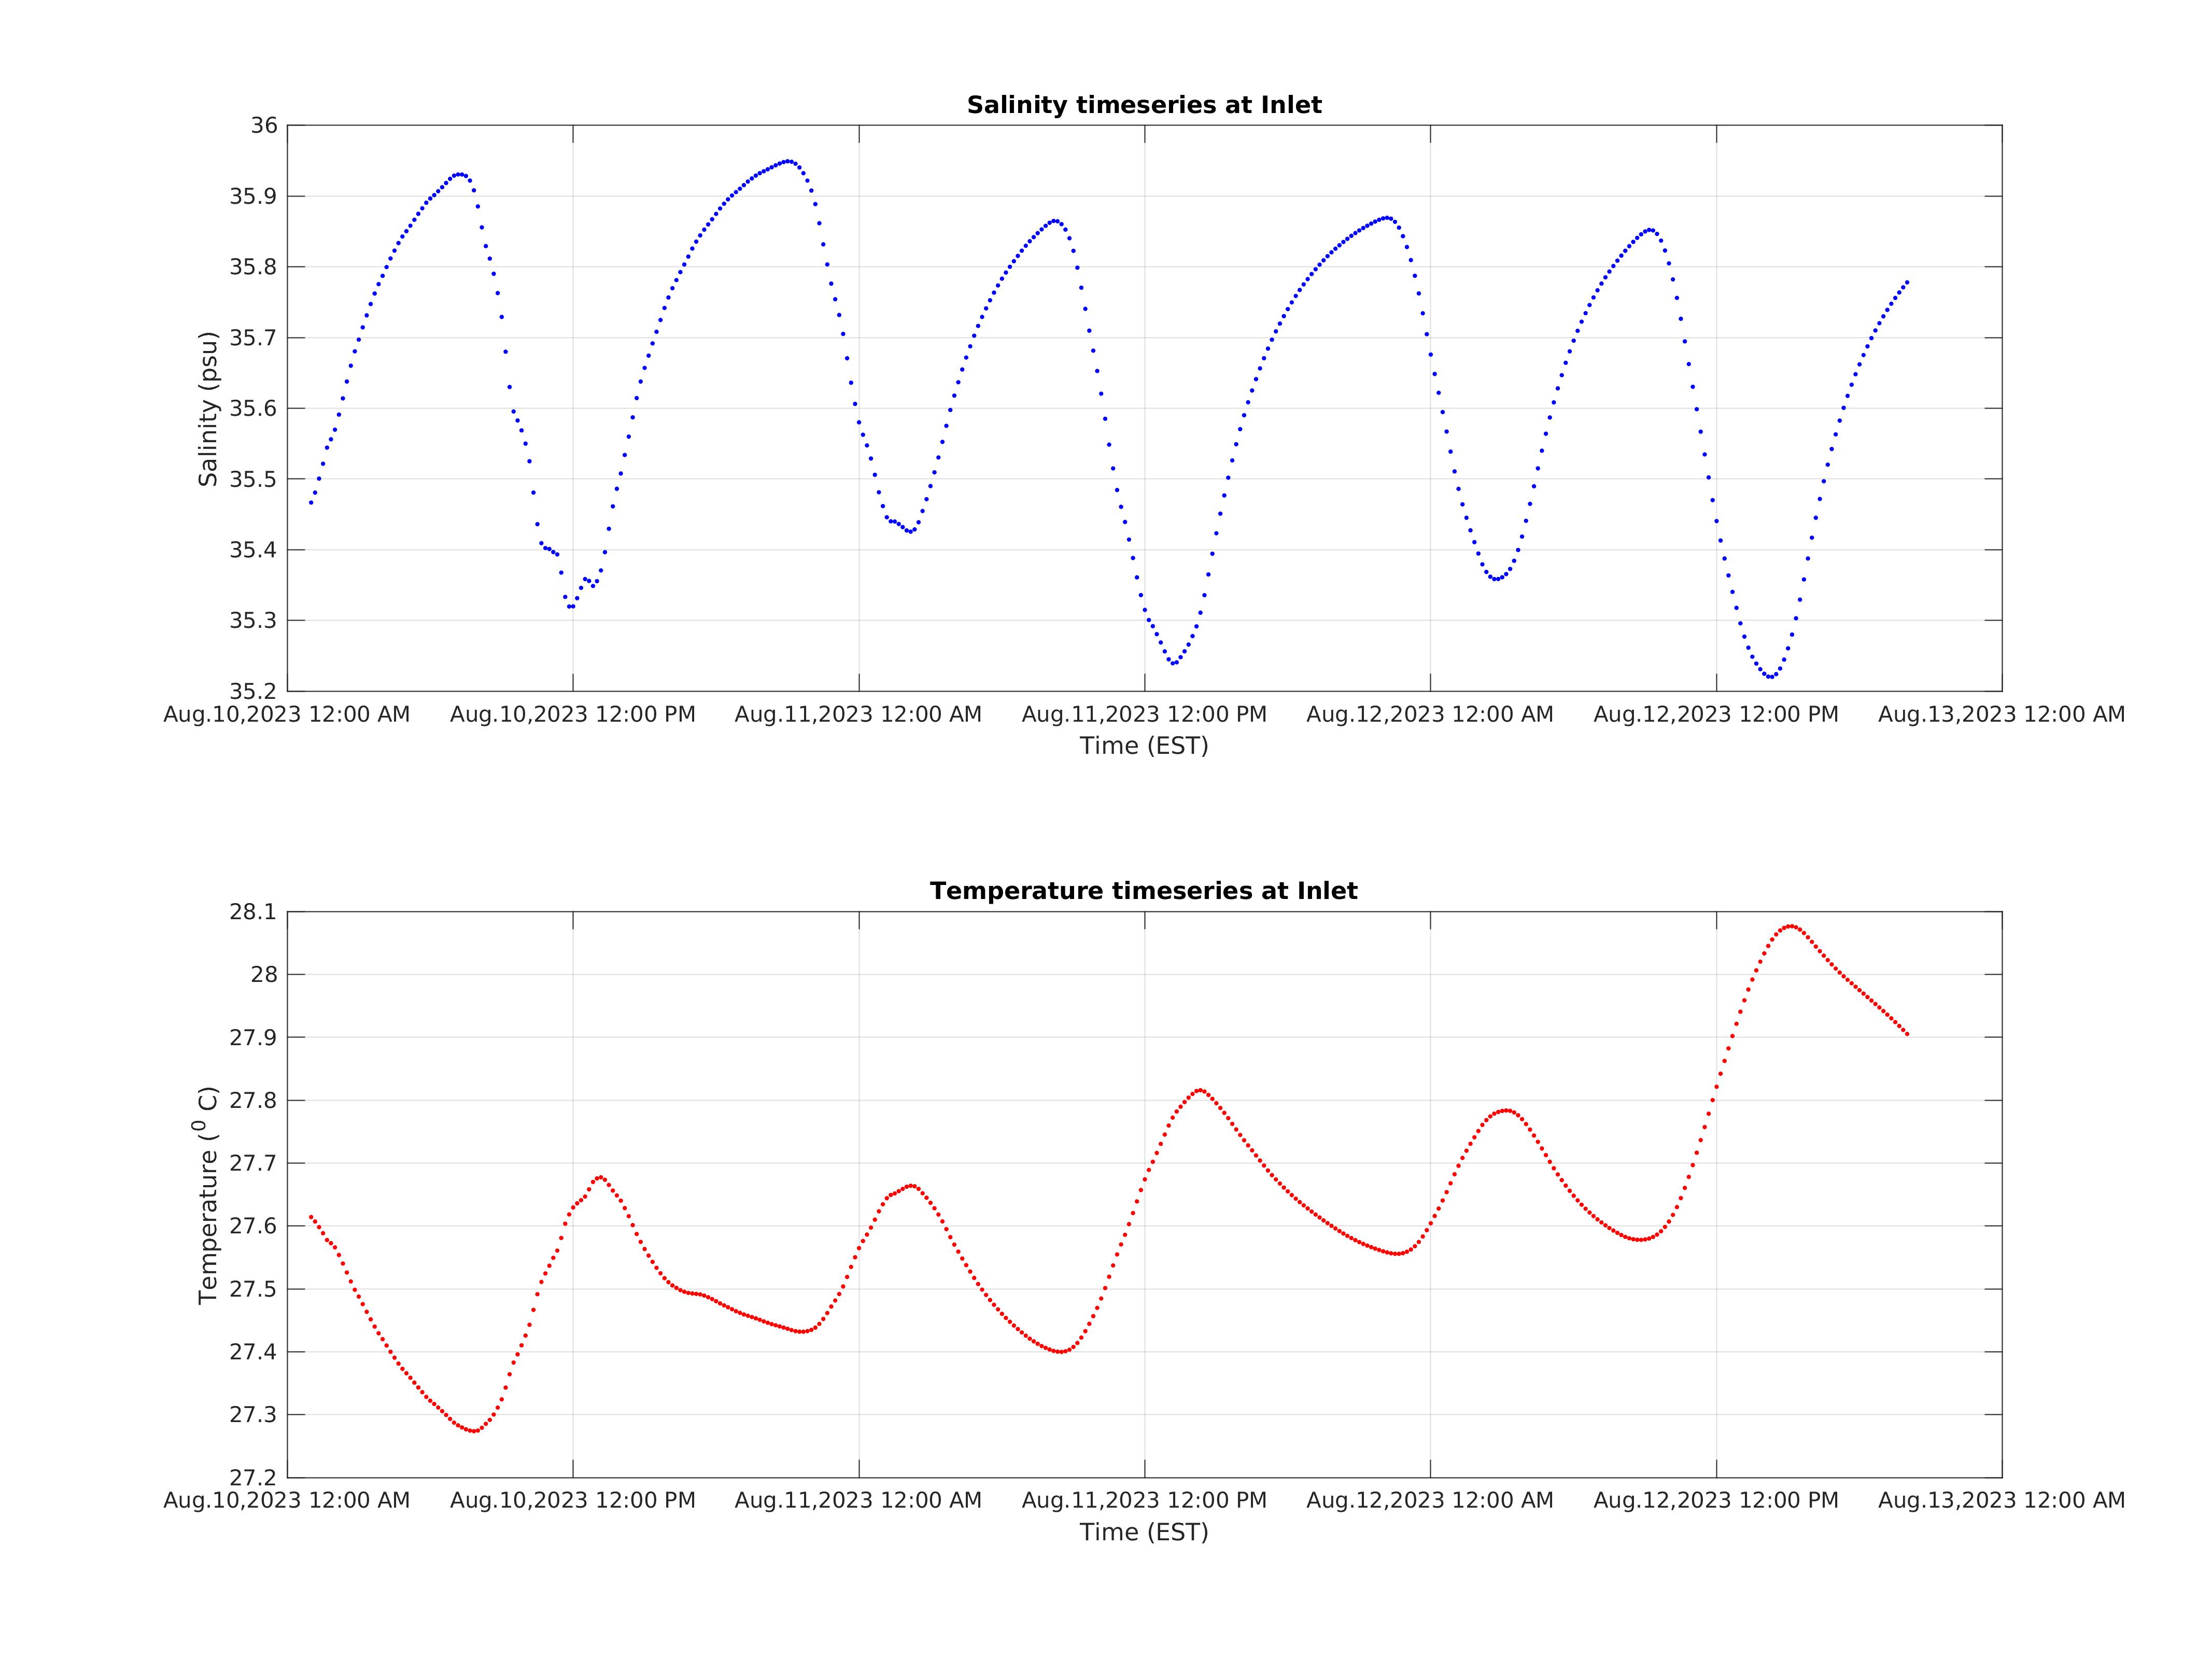 Salinity timeseries at Inlet
36
35.9
35.8
35.7
35.6
35.5
35.4
35.3
35.2
Salinity (psu)
Aug.10,2023 12:00 AM Aug.10,2023 12:00 PM Aug.11,2023 12:00 AM Aug.11,2023 12:00 PM Aug.12,2023 12:00 AM Aug.12,2023 12:00 PM Aug.13,2023 12:00 AM
Time (EST)
Temperature timeseries at Inlet
28.1
28
27.9
27.8
27.7
27.6
27.5
27.4
27.3
27.2
Temperature (⁰ C)
Aug.10,2023 12:00 AM Aug.10,2023 12:00 PM Aug.11,2023 12:00 AM Aug.11,2023 12:00 PM Aug.12,2023 12:00 AM Aug.12,2023 12:00 PM Aug.13,2023 12:00 AM
Time (EST)